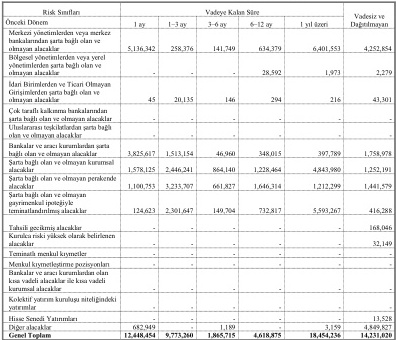 Risk Sınıfları Vadeye Kalan Süre
Önceki Dönem 1 ay 1–3 ay 3–6 ay 6–12 ay 1 yıl üzeri Vadesiz ve Dağıtılmayan
Merkezi yönetimlerden veya merkez
bankalarından şarta bağlı olan ve
olmayan alacaklar 5,136,342 258,376 141,749 634,379 6,401,553 4,252,854
Bölgesel yönetimlerden veya yerel
yönetimlerden şarta bağlı olan ve
olmayan alacaklar - - - 28,592 1,973 2,279
İdari Birimlerden ve Ticari Olmayan
Girişimlerden şarta bağlı olan ve
olmayan alacaklar 45 20,135 146 294 216 43,301
Çok taraflı kalkınma bankalarından
şarta bağlı olan ve olmayan alacaklar - - - - - -
Uluslararası teşkilatlardan şarta bağlı
olan ve olmayan alacaklar - - - - - -
Bankalar ve aracı kurumlardan şarta
bağlı olan ve olmayan alacaklar 3,825,617 1,513,154 46,960 348,015 397,789 1,758,978
Şarta bağlı olan ve olmayan kurumsal
alacaklar 1,578,125 2,446,241 864,140 1,228,464 4,843,980 1,252,191
Şarta bağlı olan ve olmayan perakende
alacaklar 1,100,753 3,233,707 661,827 1,646,314 1,212,299 1,441,579
Şarta bağlı olan ve olmayan
gayrimenkul ipoteğiyle
teminatlandırılmış alacaklar 124,623 2,301,647 149,704 732,817 5,593,267 416,288
Tahsili gecikmiş alacaklar - - - - - 168,046
Kurulca riski yüksek olarak belirlenen
alacaklar - - - - - 32,149
Teminatlı menkul kıymetler - - - - - -
Menkul kıymetleştirme pozisyonları - - - - - -
Bankalar ve aracı kurumlardan olan
kısa vadeli alacaklar ile kısa vadeli
kurumsal alacaklar - - - - - -
Kolektif yatırım kuruluşu niteliğindeki
yatırımlar - - - - - -
Hisse Senedi Yatırımları - - - - - 13,528
Diğer alacaklar 682,949 - 1,189 - 3,159 4,849,827
Genel Toplam 12,448,454 9,773,260 1,865,715 4,618,875 18,454,236 14,231,020